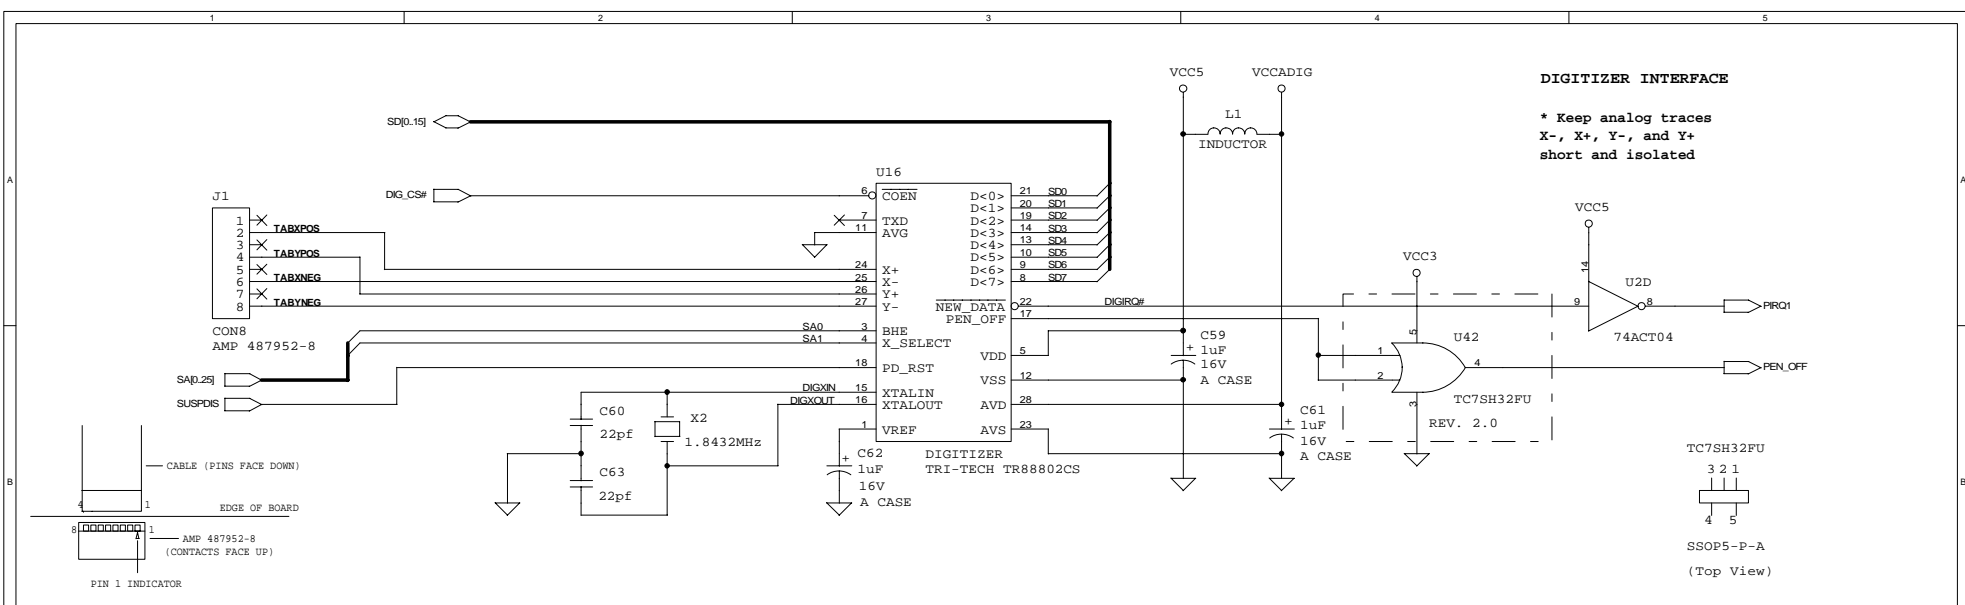 1 2 3 4 5
A A
B B
VCC5 VCCADIG
DIGITIZER INTERFACE
* Keep analog traces
X-, X+, Y-, and Y+
short and isolated
L1
INDUCTOR
SD[0..15]
DIG_CS#
J1
1
2 TABXPOS
3
4 TABYPOS
5
6 TABXNEG
7
8 TABYNEG
CON8
AMP 487952-8
SA[0..25]
SUSPDIS
SA0
SA1
DIGXIN
DIGXOUT
U16
6 COEN
7 TXD
11 AVG
24 X+
25 X-
26 Y+
27 Y-
3 BHE
4 X_SELECT
18 PD_RST
15 XTALIN
16 XTALOUT
1 VREF
D<0> 21 SD0
D<1> 20 SD1
D<2> 19 SD2
D<3> 14 SD3
D<4> 13 SD4
D<5> 10 SD5
D<6> 9 SD6
D<7> 8 SD7
NEW_DATA 22 DIGIRQ#
PEN_OFF 17
VDD 5
VSS 12
AVD 28
AVS 23
DIGITIZER
TRI-TECH TR88802CS
C60
22pf
C63
22pf
X2
1.8432MHz
C62
+
1uF
16V
A CASE
C59
+
1uF
16V
A CASE
C61
+
1uF
16V
A CASE
VCC3
5
U42
1
2
4
3
TC7SH32FU
REV. 2.0
VCC5
14
U2D
9 8
74ACT04
PIRQ1
PEN_OFF
TC7SH32FU
3 2 1
4 5
SSOP5-P-A
(Top View)
CABLE (PINS FACE DOWN)
4 1
EDGE OF BOARD
8 1
AMP 487952-8
(CONTACTS FACE UP)
PIN 1 INDICATOR